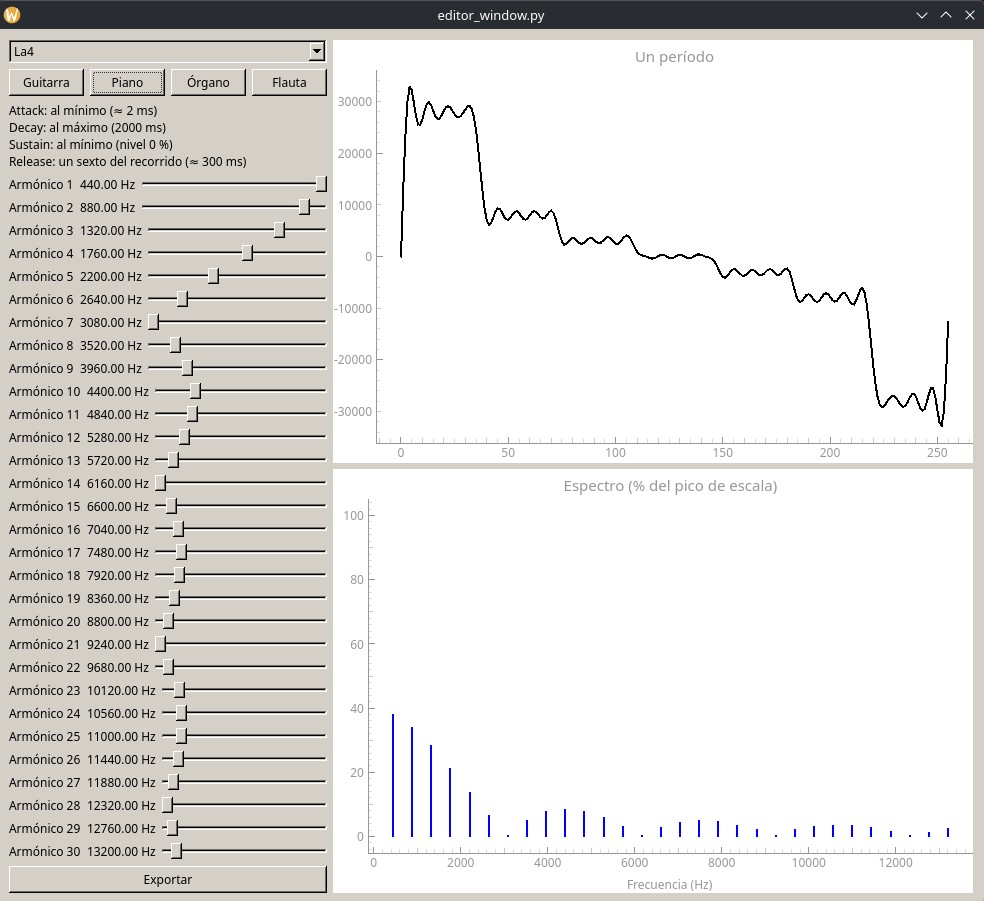 editor_window.py
La4
Guitarra Piano Órgano Flauta
Attack: al mínimo (≈ 2 ms)
Decay: al máximo (2000 ms)
Sustain: al mínimo (nivel 0 %)
Release: un sexto del recorrido (≈ 300 ms)
Armónico 1 440.00 Hz
Armónico 2 880.00 Hz
Armónico 3 1320.00 Hz
Armónico 4 1760.00 Hz
Armónico 5 2200.00 Hz
Armónico 6 2640.00 Hz
Armónico 7 3080.00 Hz
Armónico 8 3520.00 Hz
Armónico 9 3960.00 Hz
Armónico 10 4400.00 Hz
Armónico 11 4840.00 Hz
Armónico 12 5280.00 Hz
Armónico 13 5720.00 Hz
Armónico 14 6160.00 Hz
Armónico 15 6600.00 Hz
Armónico 16 7040.00 Hz
Armónico 17 7480.00 Hz
Armónico 18 7920.00 Hz
Armónico 19 8360.00 Hz
Armónico 20 8800.00 Hz
Armónico 21 9240.00 Hz
Armónico 22 9680.00 Hz
Armónico 23 10120.00 Hz
Armónico 24 10560.00 Hz
Armónico 25 11000.00 Hz
Armónico 26 11440.00 Hz
Armónico 27 11880.00 Hz
Armónico 28 12320.00 Hz
Armónico 29 12760.00 Hz
Armónico 30 13200.00 Hz
Exportar
Un período
30000
20000
10000
0
-10000
-20000
-30000
0 50 100 150 200 250
Espectro (% del pico de escala)
100
80
60
40
20
0
0 2000 4000 6000 8000 10000 12000
Frecuencia (Hz)